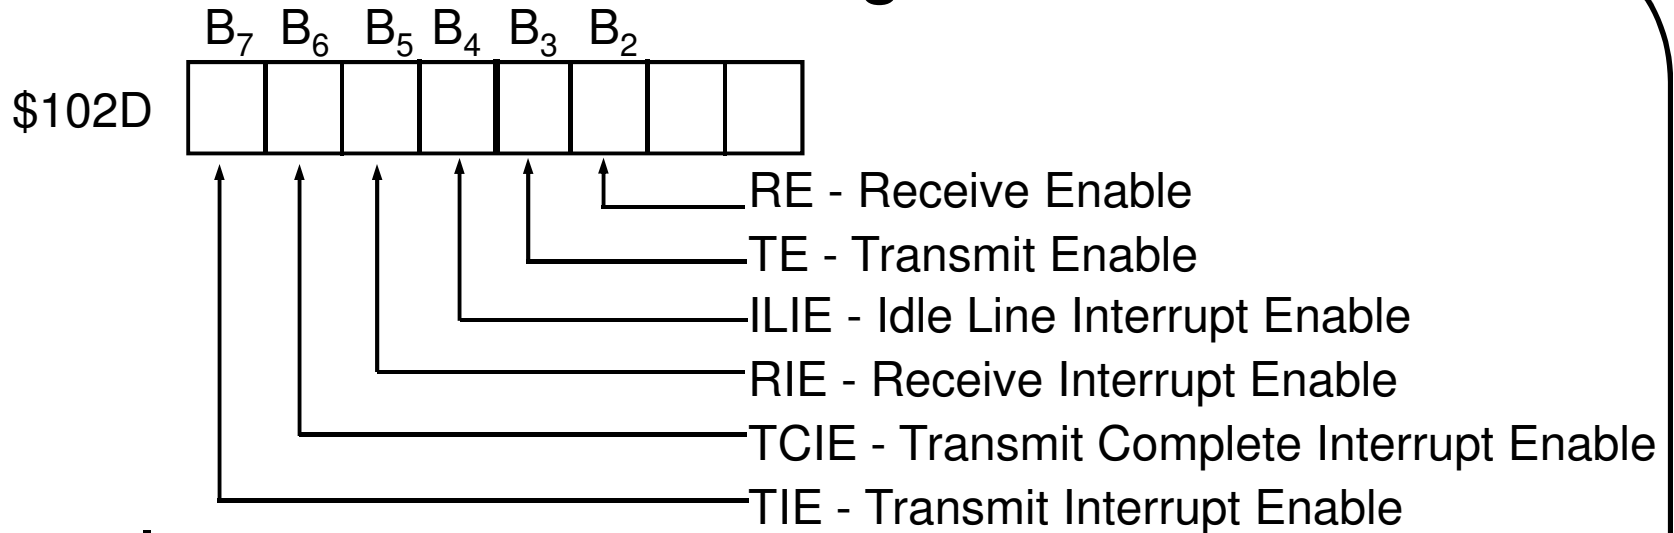 B7 B6 B5 B4 B3 B2
$102D
RE - Receive Enable
TE - Transmit Enable
ILIE - Idle Line Interrupt Enable
RIE - Receive Interrupt Enable
TCIE - Transmit Complete Interrupt Enable
TIE - Transmit Interrupt Enable